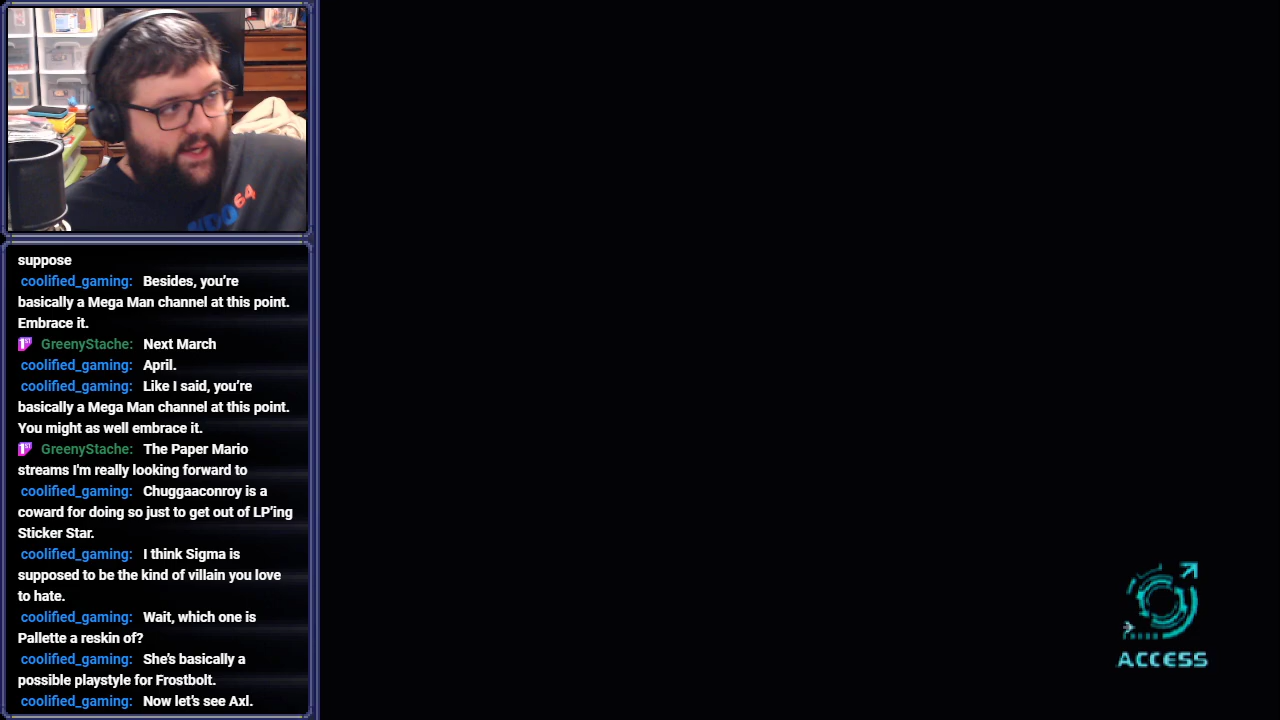 64
suppose
coolified_gaming: Besides, you’re
basically a Mega Man channel at this point.
Embrace it.
1ST GreenyStache: Next March
coolified_gaming: April.
coolified_gaming: Like I said, you’re
basically a Mega Man channel at this point.
You might as well embrace it.
1ST GreenyStache: The Paper Mario
streams I'm really looking forward to
coolified_gaming: Chuggaaconroy is a
coward for doing so just to get out of LP’ing
Sticker Star.
coolified_gaming: I think Sigma is
supposed to be the kind of villain you love
to hate.
coolified_gaming: Wait, which one is
Pallette a reskin of?
coolified_gaming: She’s basically a
possible playstyle for Frostbolt.
coolified_gaming: Now let’s see Axl.
ACCESS